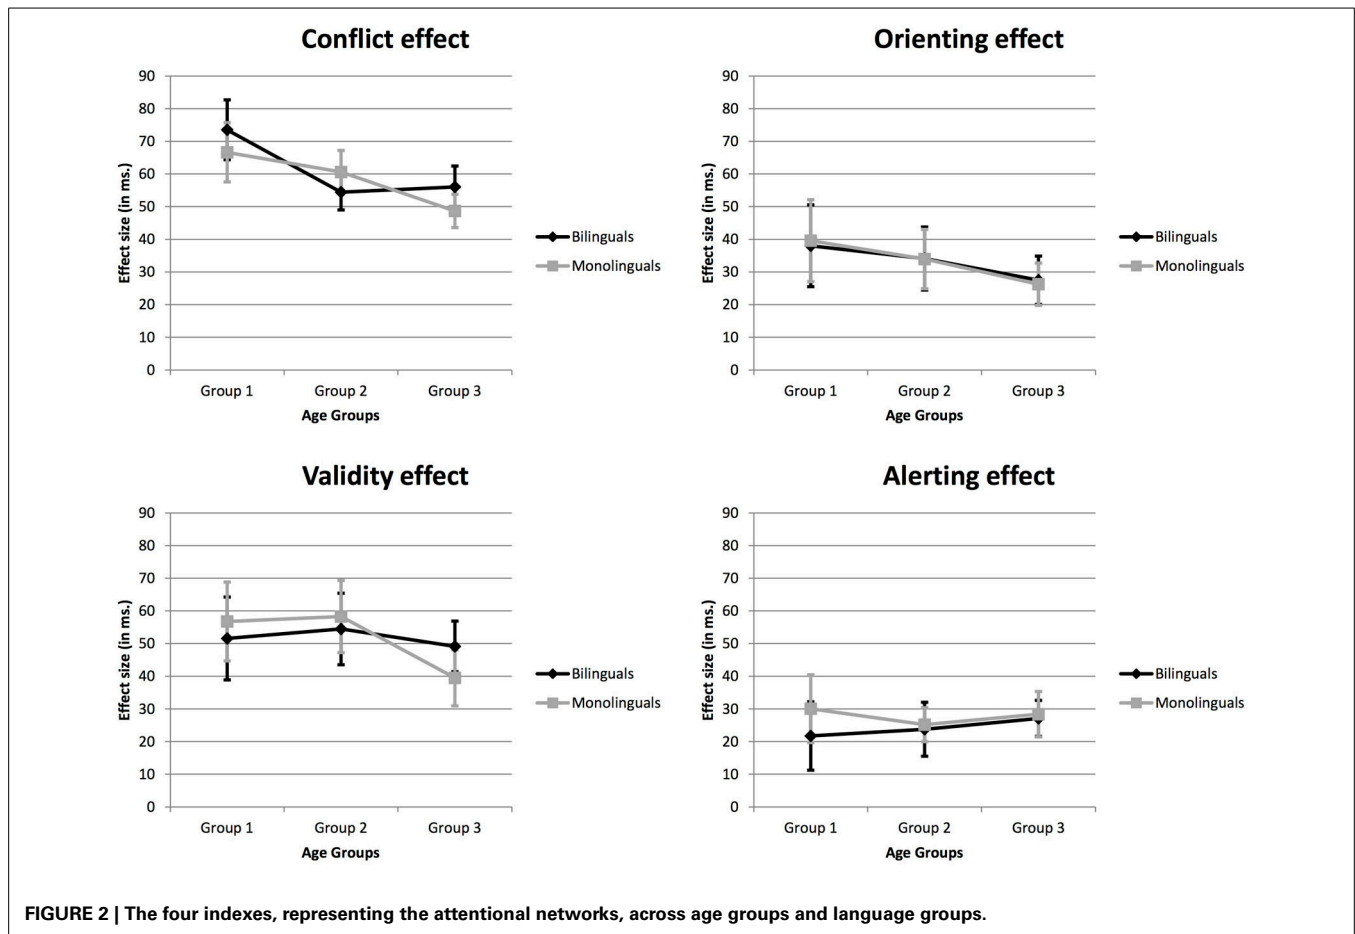 Conflict effect
90
80
70
60
50
40
30
20
10
0
Effect size (in ms.)
Group 1 Group 2 Group 3
Age Groups
Bilinguals
Monolinguals
Orienting effect
90
80
70
60
50
40
30
20
10
0
Effect size (in ms.)
Group 1 Group 2 Group 3
Age Groups
Bilinguals
Monolinguals
Validity effect
90
80
70
60
50
40
30
20
10
0
Effect size (in ms.)
Group 1 Group 2 Group 3
Age Groups
Bilinguals
Monolinguals
Alerting effect
90
80
70
60
50
40
30
20
10
0
Effect size (in ms.)
Group 1 Group 2 Group 3
Age Groups
Bilinguals
Monolinguals
FIGURE 2 | The four indexes, representing the attentional networks, across age groups and language groups.